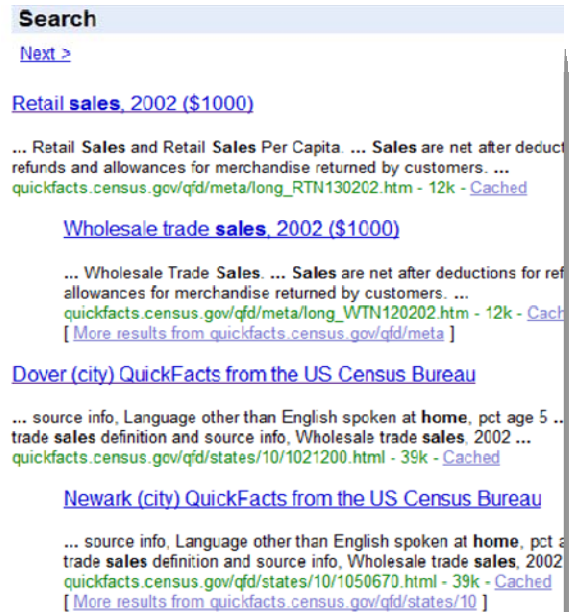 Search
Next >
Retail sales, 2002 ($1000)
... Retail Sales and Retail Sales Per Capita. ... Sales are net after deduct
refunds and allowances for merchandise returned by customers. ...
quickfacts.census.gov/qfd/meta/long_RTN130202.htm - 12k - Cached
Wholesale trade sales, 2002 ($1000)
... Wholesale Trade Sales. ... Sales are net after deductions for ref
allowances for merchandise returned by customers. ...
quickfacts.census.gov/qfd/meta/long_WTN120202.htm - 12k - Cach
[ More results from quickfacts.census.gov/qfd/meta ]
Dover (city) QuickFacts from the US Census Bureau
... source info, Language other than English spoken at home, pct age 5 ...
trade sales definition and source info, Wholesale trade sales, 2002 ...
quickfacts.census.gov/qfd/states/10/1021200.html - 39k - Cached
Newark (city) QuickFacts from the US Census Bureau
... source info, Language other than English spoken at home, pct a
trade sales definition and source info, Wholesale trade sales, 2002
quickfacts.census.gov/qfd/states/10/1050670.html - 39k - Cached
[ More results from quickfacts.census.gov/qfd/states/10 ]